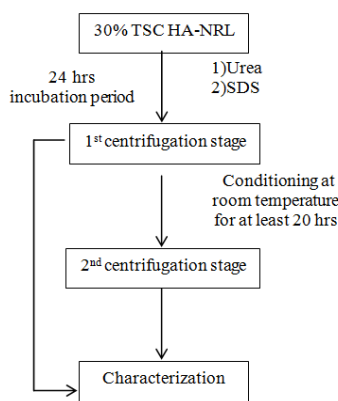 30% TSC HA-NRL
24 hrs
incubation period
1)Urea
2)SDS
1st centrifugation stage
Conditioning at
room temperature
for at least 20 hrs
2nd centrifugation stage
Characterization